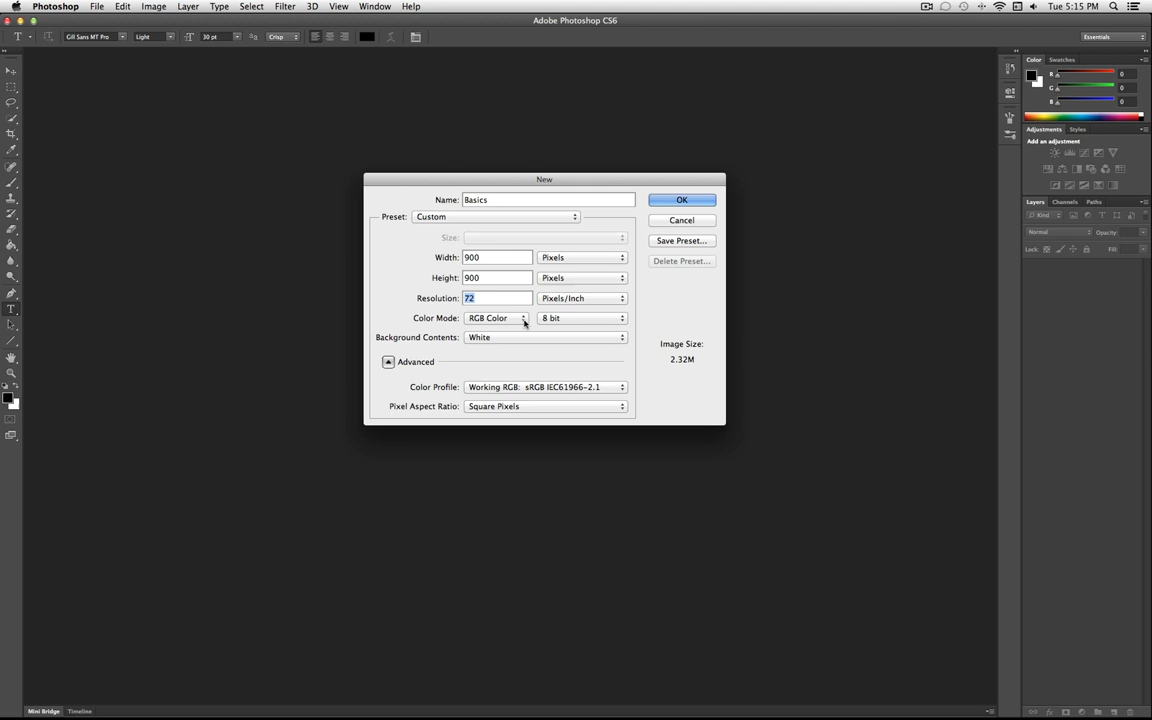 Photoshop File Edit Image Layer Type Select Filter 3D View Window Help Tue 5:15 PM
Adobe Photoshop CS6
T Gill Sans MT Pro Light 30 pt Crisp Essentials
Color Swatches
R 0
G 0
B 0
Adjustments Styles
Add an adjustment
Layers Channels Paths
Kind
Normal Opacity:
Lock: Fill:
New
Name: Basics OK
Preset: Custom Cancel
Size: Save Preset...
Width: 900 Pixels Delete Preset...
Height: 900 Pixels
Resolution: 72 Pixels/Inch
Color Mode: RGB Color 8 bit
Background Contents: White Image Size:
2.32M
Advanced
Color Profile: Working RGB: sRGB IEC61966-2.1
Pixel Aspect Ratio: Square Pixels
Mini Bridge Timeline